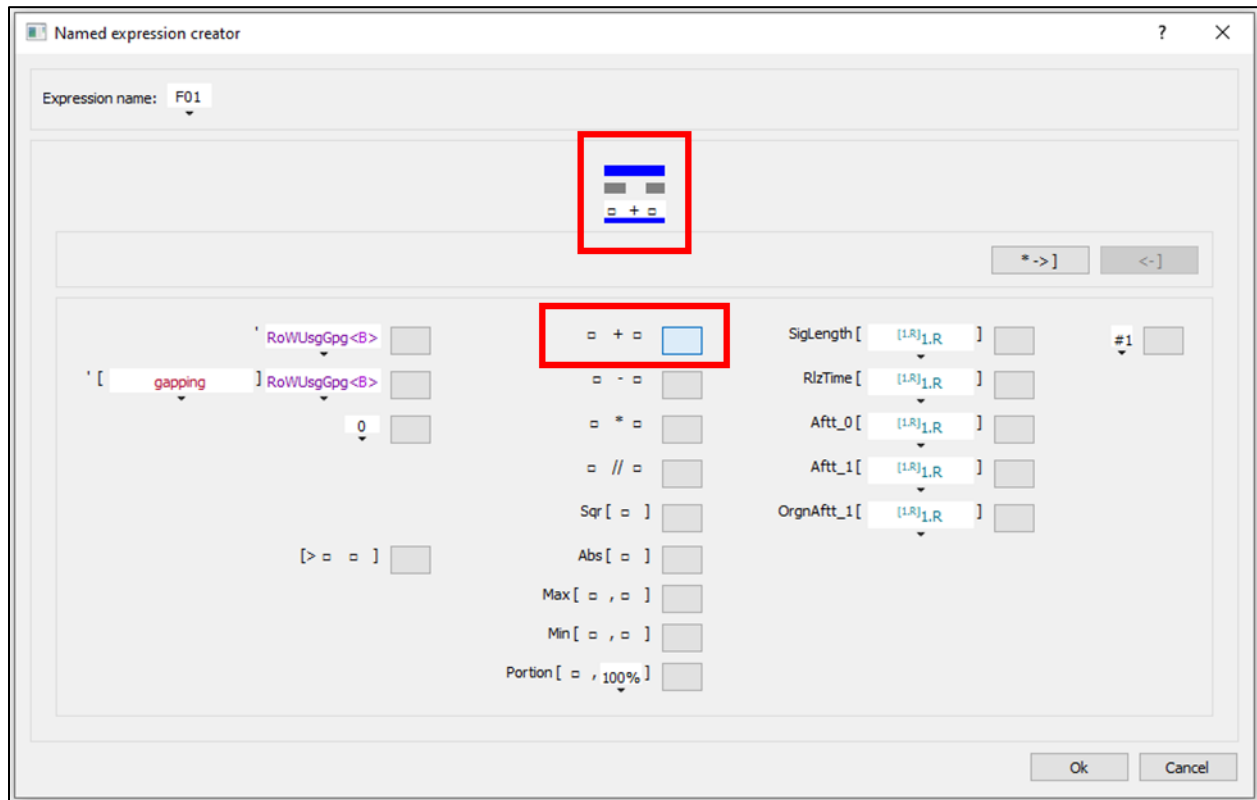 Named expression creator ? ×
Expression name: F01
▫ + ▫
*->] <-]
' RoWUsgGpg<B> ▫ + ▫ SigLength[ [1.R]1.R ] #1
'[ gapping ] RoWUsgGpg<B> ▫ - ▫ RlzTime[ [1.R]1.R ]
0 ▫ * ▫ Aftt_0[ [1.R]1.R ]
▫ // ▫ Aftt_1[ [1.R]1.R ]
Sqr[ ▫ ] OrgnAftt_1[ [1.R]1.R ]
[> ▫ ▫ ] Abs[ ▫ ]
Max[ ▫ , ▫ ]
Min[ ▫ , ▫ ]
Portion[ ▫ , 100% ]
Ok Cancel